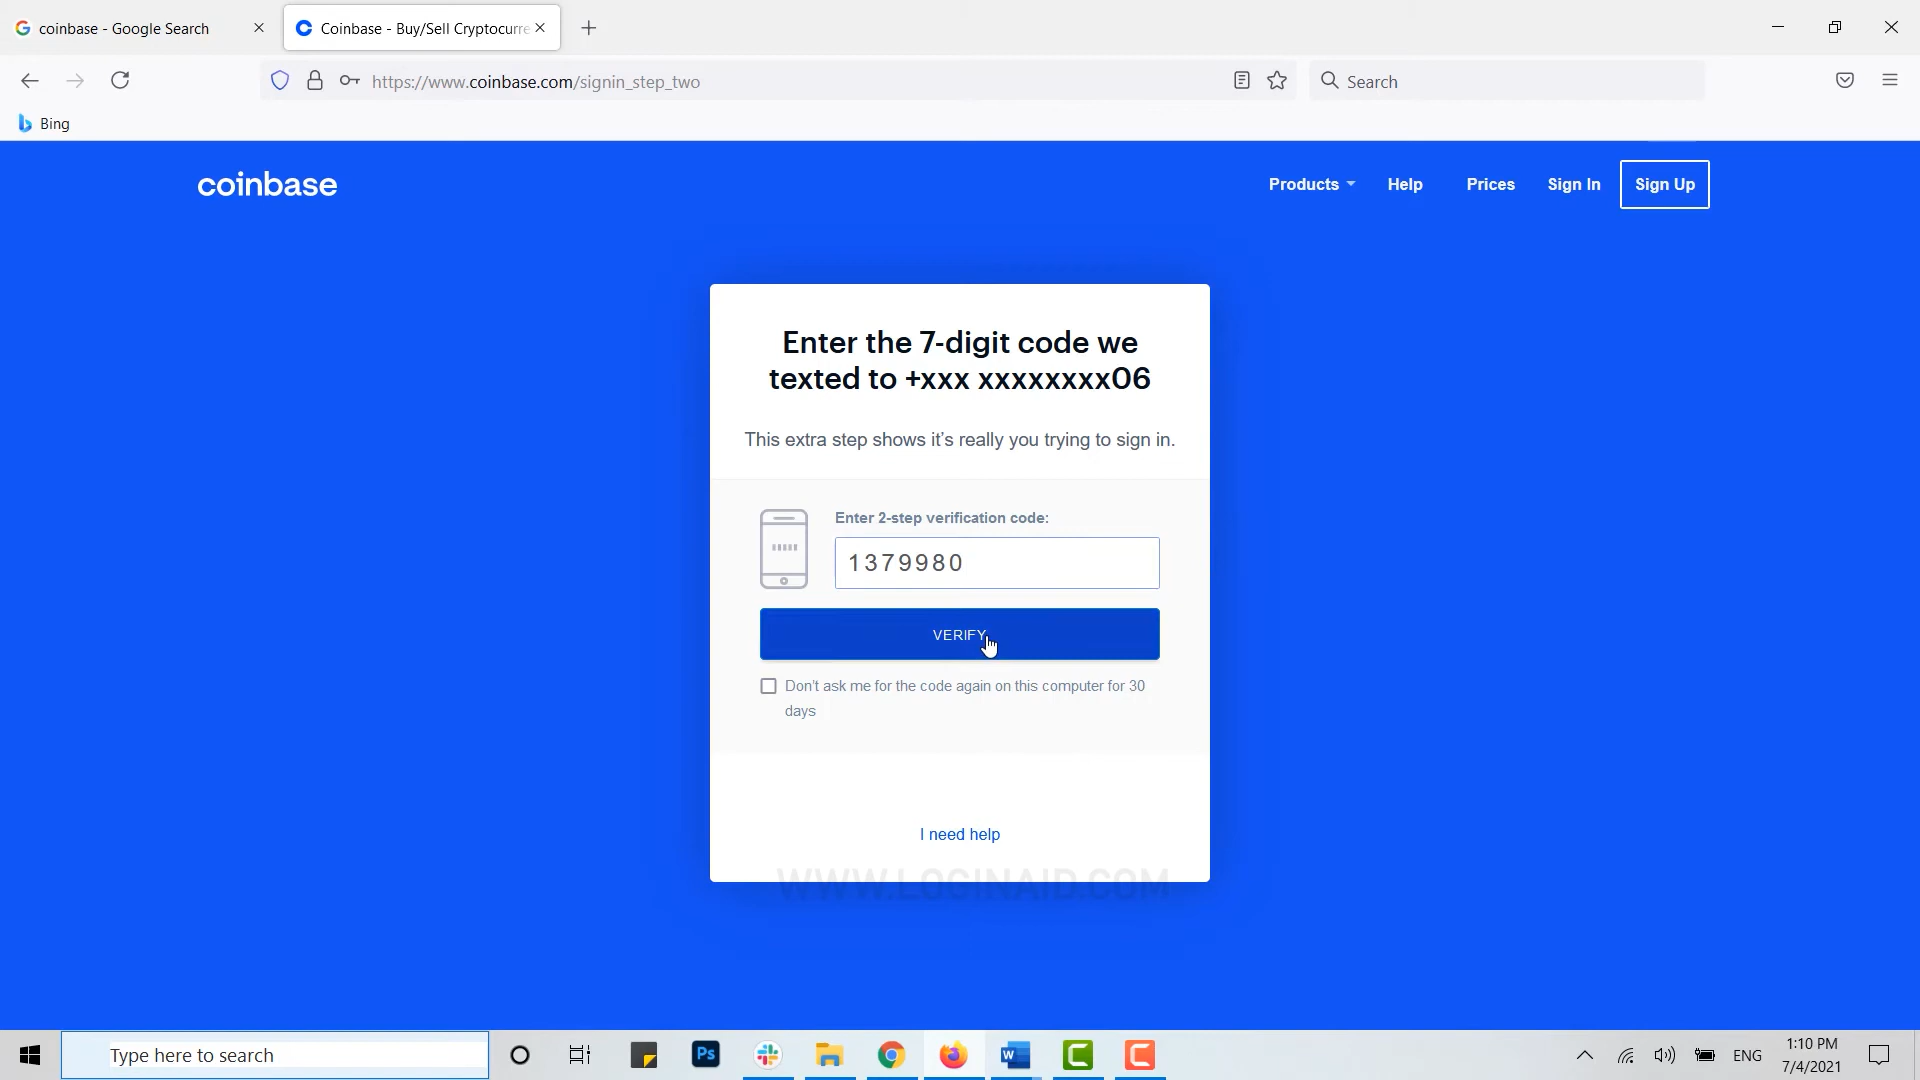 coinbase - Google Search
Coinbase - Buy/Sell Cryptocurre
https://www.coinbase.com/signin_step_two
Search
Bing
coinbase
Products
Help
Prices
Sign In
Sign Up
Enter the 7-digit code we
texted to +xxx xxxxxxxx06
This extra step shows it's really you trying to sign in.
Enter 2-step verification code:
1379980
VERIFY
Don't ask me for the code again on this computer for 30
days
I need help
WWW.LOGINAID.COM
Type here to search
Ps
ENG
1:10 PM
7/4/2021